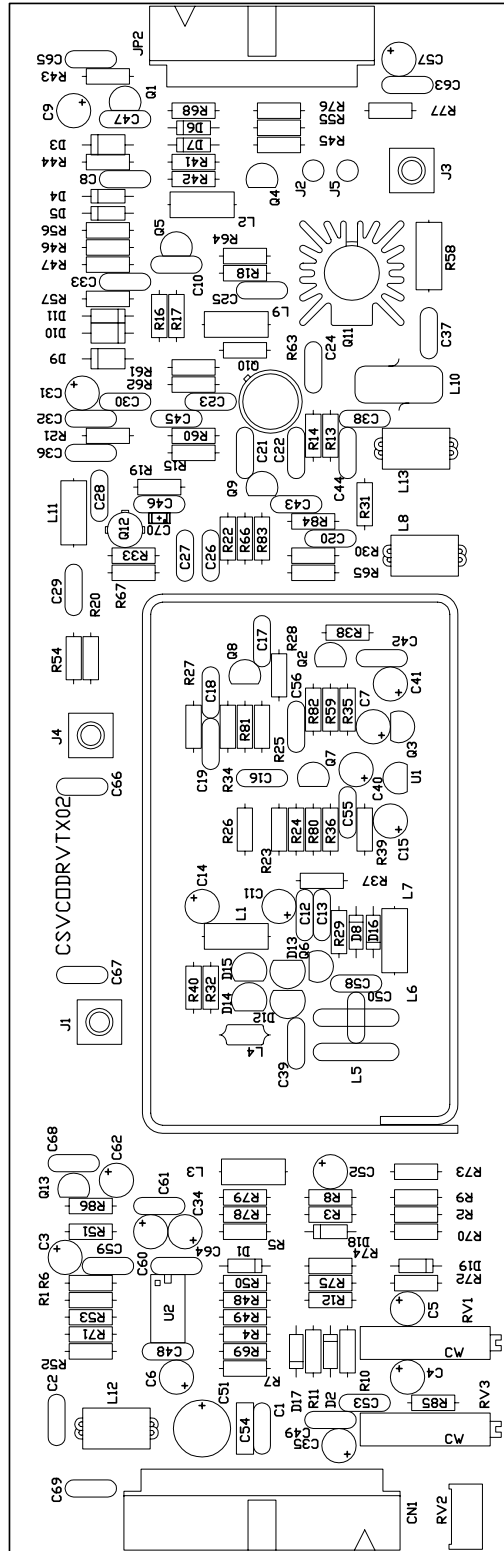 C65
R43
C9
Q1
C47
D3
R44
C8
D4
D5
R56
R46
R47
C33
R57
D11
D10
D9
C31
C30
C32
R21
C36
JP2
R68
D6
D7
R41
R42
L2
Q5
C10
R64
R18
C25
R16
R17
L9
R61
R62
Q10
C23
C45
R60
R15
R76
R55
R45
Q4
J2
J5
C57
C63
R77
J3
R58
Q11
C37
R63
C24
L10
C38
R14
R13
C21
C22
C44
L13
R19
C46
C70
Q9
C43
R84
C20
R31
L8
R30
R65
L11
C28
Q12
R33
R67
C27
C26
R22
R66
R83
C29
R20
R54
J4
C66
CSVCODRVTX02
C67
J1
R27
C18
C19
Q8
C17
R28
R81
R25
R34
C16
R26
R38
Q2
C42
C41
C56
R82
R59
R35
C7
Q3
Q7
C40
U1
C55
C15
R23
R24
R80
R36
R39
R37
C14
L1
C11
C12
C13
R29
D8
D16
L7
D15
D14
D13
Q6
D12
R40
R32
L4
C39
C58
C50
L6
L5
C68
Q13
C62
R86
R51
C3
C59
R1
R6
R53
R71
R52
C61
C34
C60
C64
U2
C48
C6
L3
R79
R78
R5
D1
R50
R48
R49
R4
R69
R7
C52
R8
R3
D18
R74
R75
R12
R73
R9
R2
R70
D19
R72
C5
RV1
CW
C4
D17
R11
D2
R10
C53
R85
RV3
CW
C49
C35
C2
L12
C51
C54
C1
C69
CN1
RV2